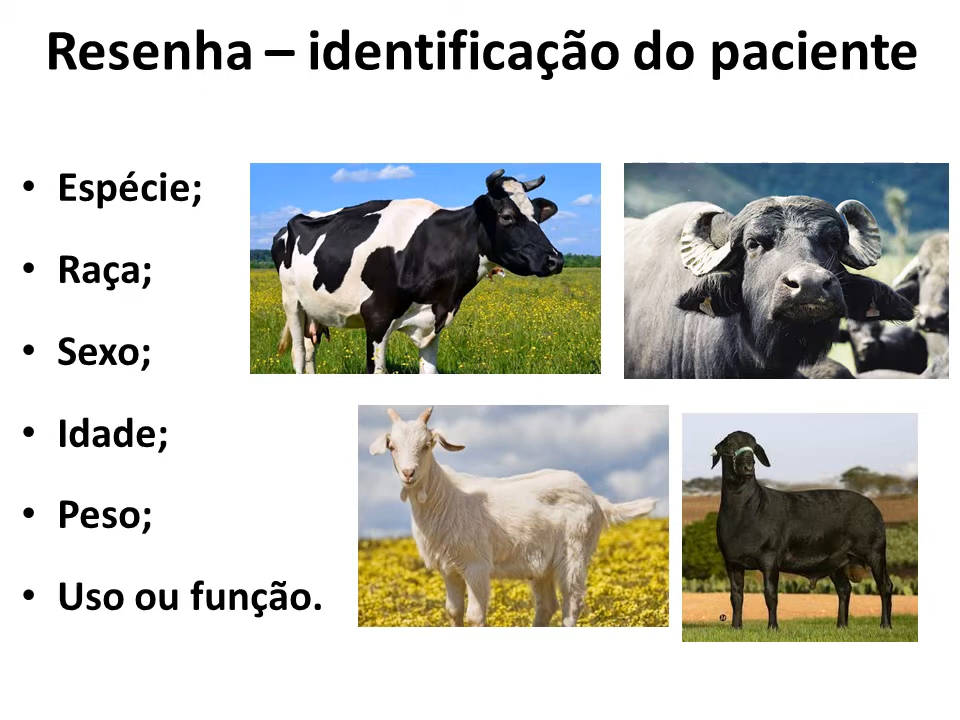 Resenha – identificação do paciente
• Espécie;
• Raça;
• Sexo;
• Idade;
• Peso;
• Uso ou função.